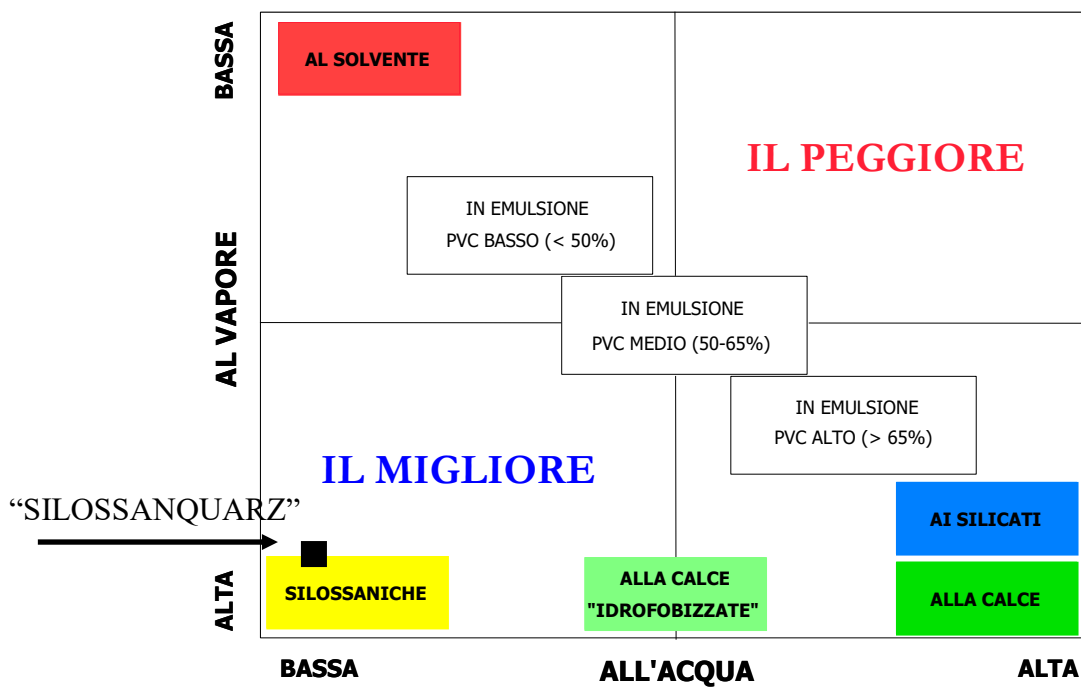 BASSA
AL SOLVENTE
IL PEGGIORE
IN EMULSIONE
PVC BASSO (< 50%)
AL VAPORE
IN EMULSIONE
PVC MEDIO (50-65%)
IN EMULSIONE
PVC ALTO (> 65%)
IL MIGLIORE
“SILOSSANQUARZ”
AI SILICATI
ALTA
SILOSSANICHE
ALLA CALCE
"IDROFOBIZZATE"
ALLA CALCE
BASSA
ALL'ACQUA
ALTA